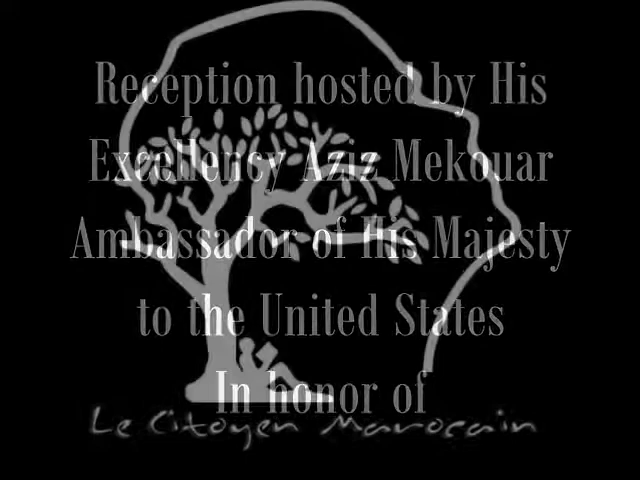 Reception hosted by His
Excellency Aziz Mekouar
Ambassador of His Majesty
to the United States
In honor of
Le Citoyen Marocain